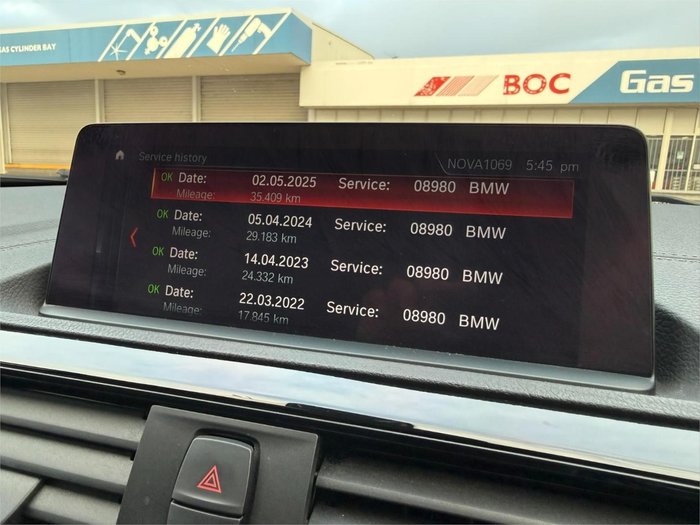 GAS CYLINDER BAY
BOC
Gas
Service history
NOVA1069 5:45 pm
OK Date: 02.05.2025 Service: 08980 BMW
Mileage: 35.409 km
OK Date: 05.04.2024 Service: 08980 BMW
Mileage: 29.183 km
OK Date: 14.04.2023 Service: 08980 BMW
Mileage: 24.332 km
OK Date: 22.03.2022 Service: 08980 BMW
Mileage: 17.845 km